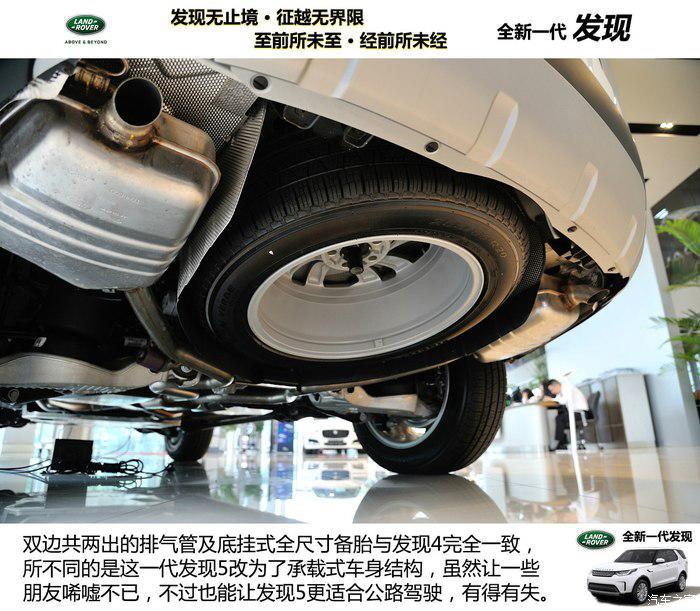 LAND-
ROVER
ABOVE & BEYOND
发现无止境·征越无界限
至前所未至·经前所未经
全新一代 发现
双边共两出的排气管及底挂式全尺寸备胎与发现4完全一致，
所不同的是这一代发现5改为了承载式车身结构，虽然让一些
朋友唏嘘不已，不过也能让发现5更适合公路驾驶，有得有失。
LAND-
ROVER
全新一代发现
汽车之家